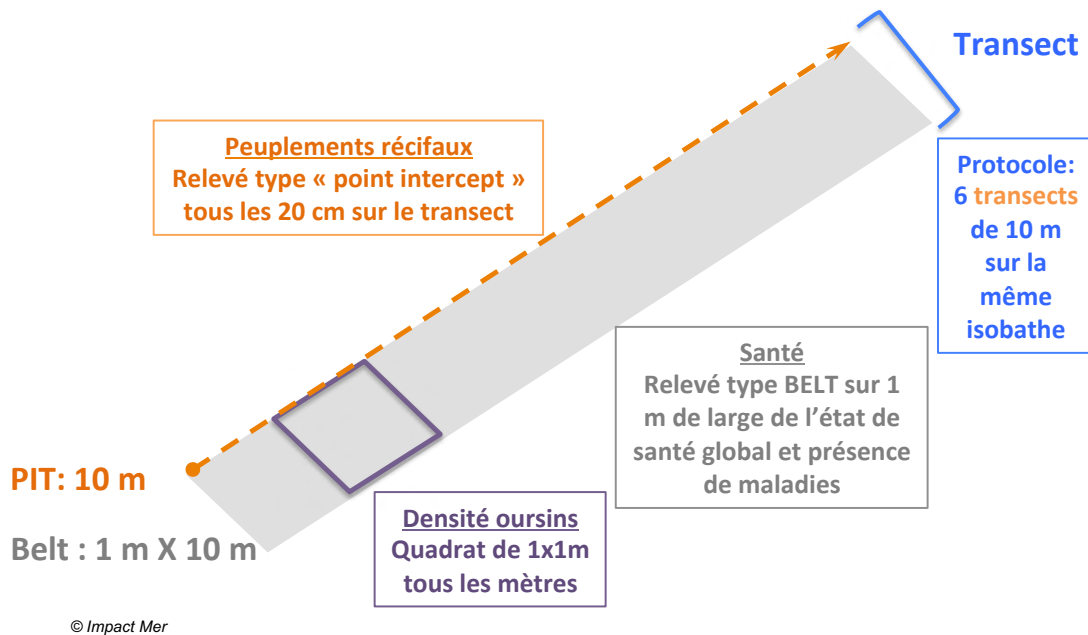 Transect
Peuplements récifaux
Relevé type « point intercept »
tous les 20 cm sur le transect
Protocole:
6 transects
de 10 m
sur la
même
isobathe
Santé
Relevé type BELT sur 1
m de large de l’état de
santé global et présence
de maladies
PIT: 10 m
Belt : 1 m X 10 m
Densité oursins
Quadrat de 1x1m
tous les mètres
© Impact Mer